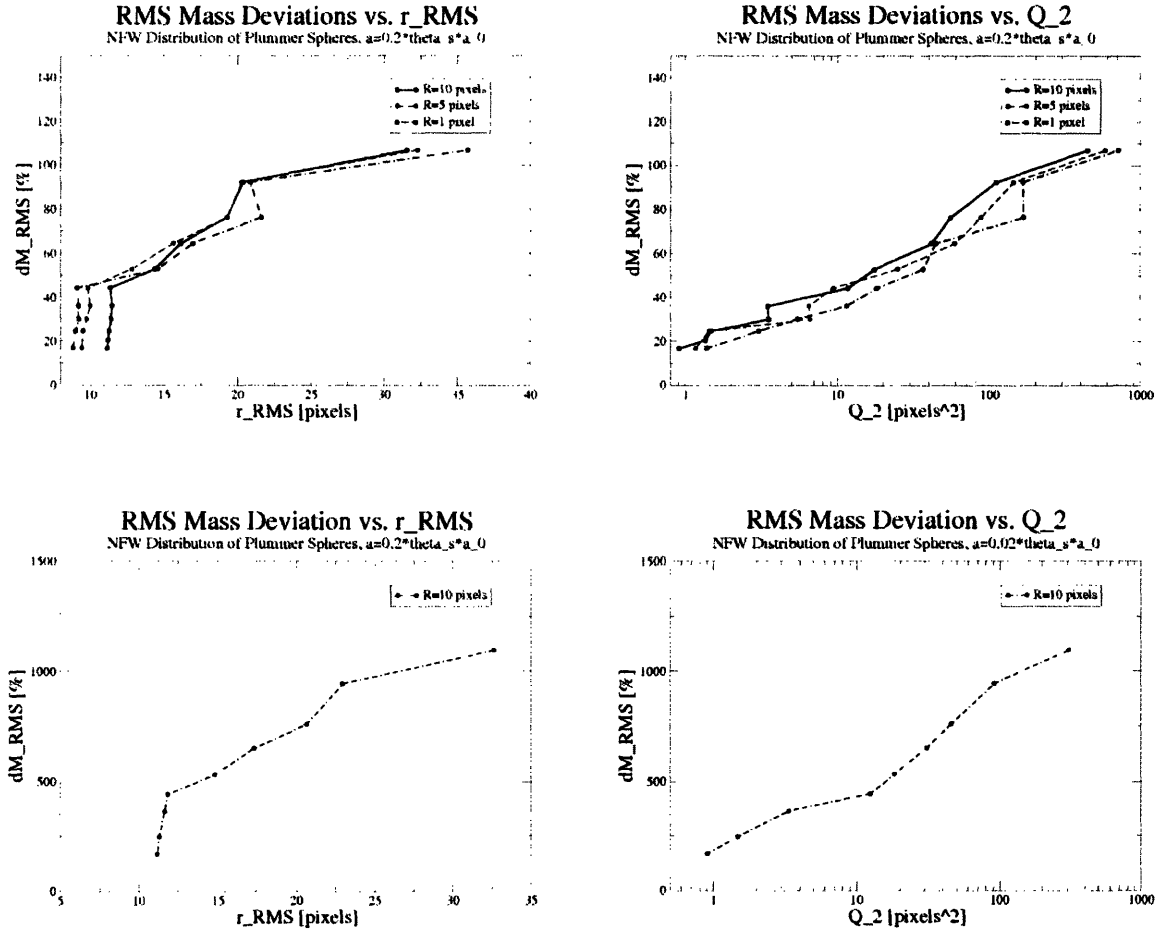 RMS Mass Deviations vs. r_RMS
NFW Distribution of Plummer Spheres, a=0.2*theta_s*a_0
140
120
100
80
60
40
20
0
dM_RMS [%]
R=10 pixels
R=5 pixels
R=1 pixel
10
15
20
25
30
35
40
r_RMS [pixels]
RMS Mass Deviations vs. Q_2
NFW Distribution of Plummer Spheres, a=0.2*theta_s*a_0
140
120
100
80
60
40
20
0
dM_RMS [%]
R=10 pixels
R=5 pixels
R=1 pixel
1
10
100
1000
Q_2 [pixels^2]
RMS Mass Deviation vs. r_RMS
NFW Distribution of Plummer Spheres, a=0.2*theta_s*a_0
1500
1000
500
0
dM_RMS [%]
R=10 pixels
5
10
15
20
25
30
35
r_RMS [pixels]
RMS Mass Deviation vs. Q_2
NFW Distribution of Plummer Spheres, a=0.02*theta_s*a_0
1500
1000
500
0
dM_RMS [%]
R=10 pixels
1
10
100
1000
Q_2 [pixels^2]